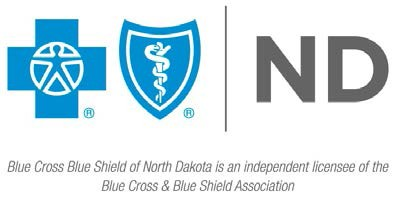 ND
® ®
Blue Cross Blue Shield of North Dakota is an independent licensee of the
Blue Cross & Blue Shield Association